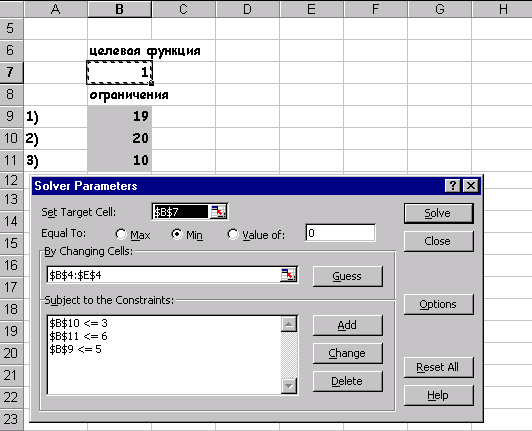 A B C D E F G H
5
6 целевая функция
7 1
8 ограничения
9 1) 19
10 2) 20
11 3) 10
12
13
14
15
16
17
18
19
20
21
22
23
Solver Parameters
Set Target Cell: $B$7 Solve
Equal To: Max Min Value of: 0 Close
By Changing Cells:
$B$4:$E$4 Guess
Subject to the Constraints: Options
$B$10 <= 3 Add
$B$11 <= 6 Change
$B$9 <= 5 Delete
Reset All
Help